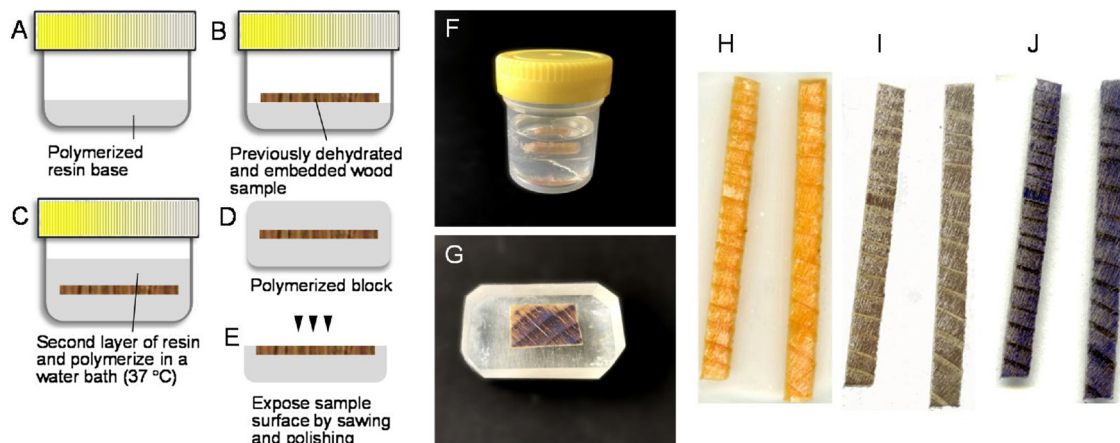 A
B
Polymerized
resin base
Previously dehydrated
and embedded wood
sample
C
D
Polymerized block
Second layer of resin
and polymerize in a
water bath (37 °C)
E
Expose sample
surface by sawing
and polishing
F
G
H
I
J